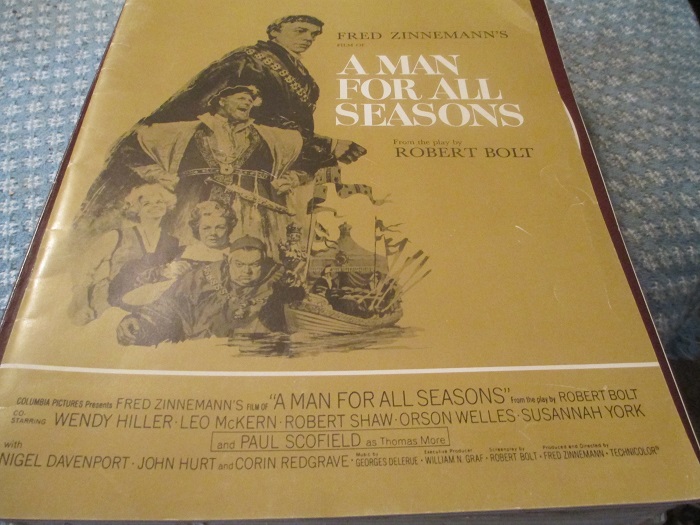 FRED ZINNEMANN'S
FILM OF
A MAN
FOR ALL
SEASONS
From the play by
ROBERT BOLT
COLUMBIA PICTURES Presents FRED ZINNEMANN'S FILM OF "A MAN FOR ALL SEASONS" From the play by ROBERT BOLT
CO-STARRING WENDY HILLER · LEO McKERN · ROBERT SHAW · ORSON WELLES · SUSANNAH YORK
and PAUL SCOFIELD as Thomas More
with NIGEL DAVENPORT · JOHN HURT and CORIN REDGRAVE · Music by GEORGES DELERUE · Executive Producer WILLIAM N. GRAF · Screenplay by ROBERT BOLT · Produced and Directed by FRED ZINNEMANN · TECHNICOLOR®